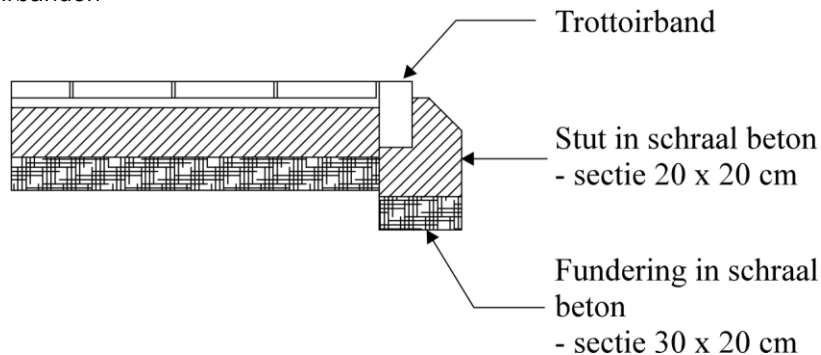 Trottoirband
Stut in schraal beton
- sectie 20 x 20 cm
Fundering in schraal
beton
- sectie 30 x 20 cm